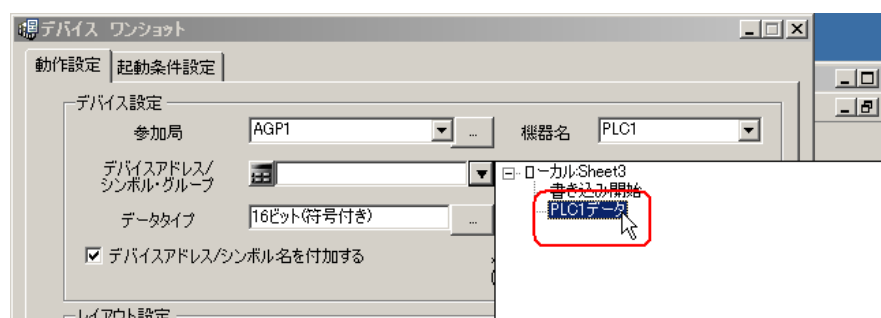 デバイス ワンショット
動作設定 起動条件設定
デバイス設定
参加局 AGP1 ... 機器名 PLC1
デバイスアドレス/
シンボル・グループ
ローカル:Sheet3
書き込み開始
PLC1データ
データタイプ 16ビット(符号付き) ...
デバイスアドレス/シンボル名を付加する
レイアウト設定